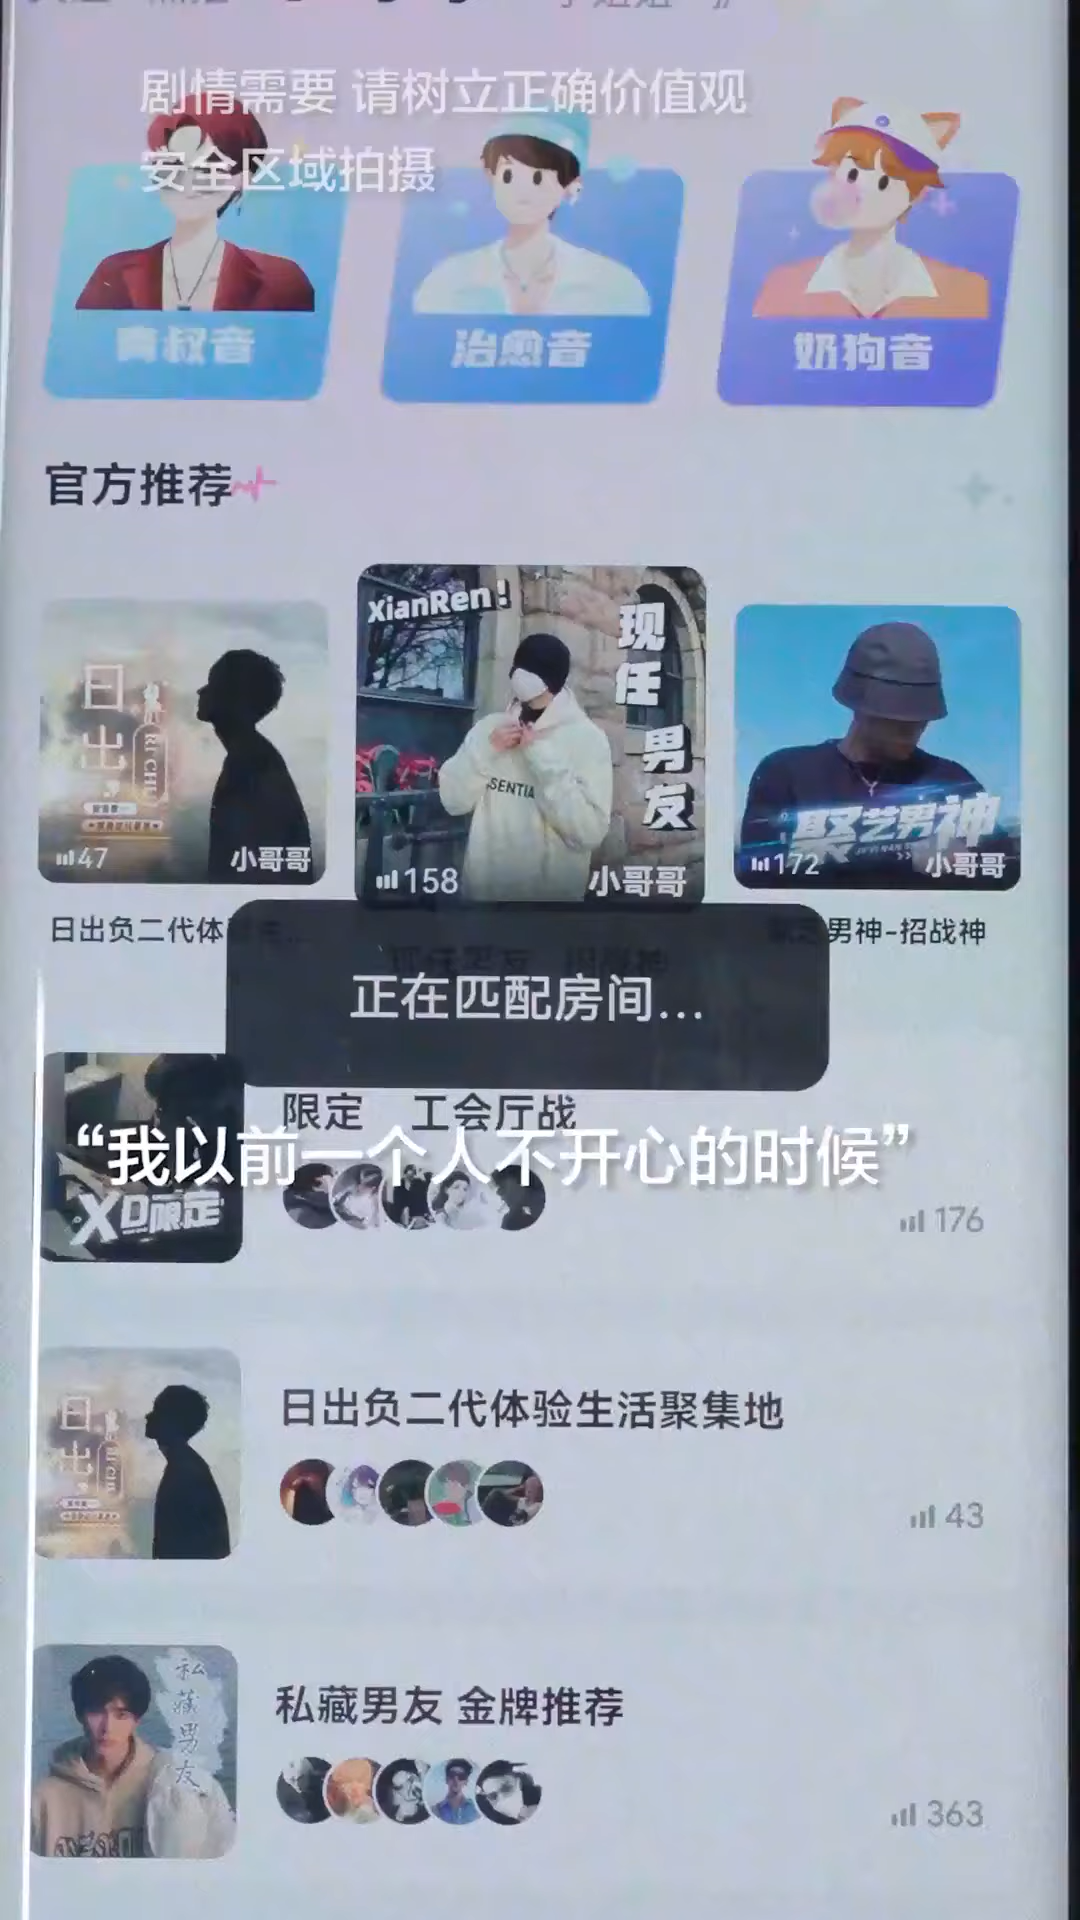 剧情需要 请树立正确价值观
安全区域拍摄
青叔音
治愈音
奶狗音
官方推荐
日出
RICHU
47
小哥哥
XianRen!
现任男友
SENTIA
158
小哥哥
聚艺男神
172
小哥哥
日出负二代体
男神-招战神
正在匹配房间...
限定 工会厅战
“我以前一个人不开心的时候”
XD限定
176
日出
日出负二代体验生活聚集地
43
私藏男友
私藏男友 金牌推荐
363